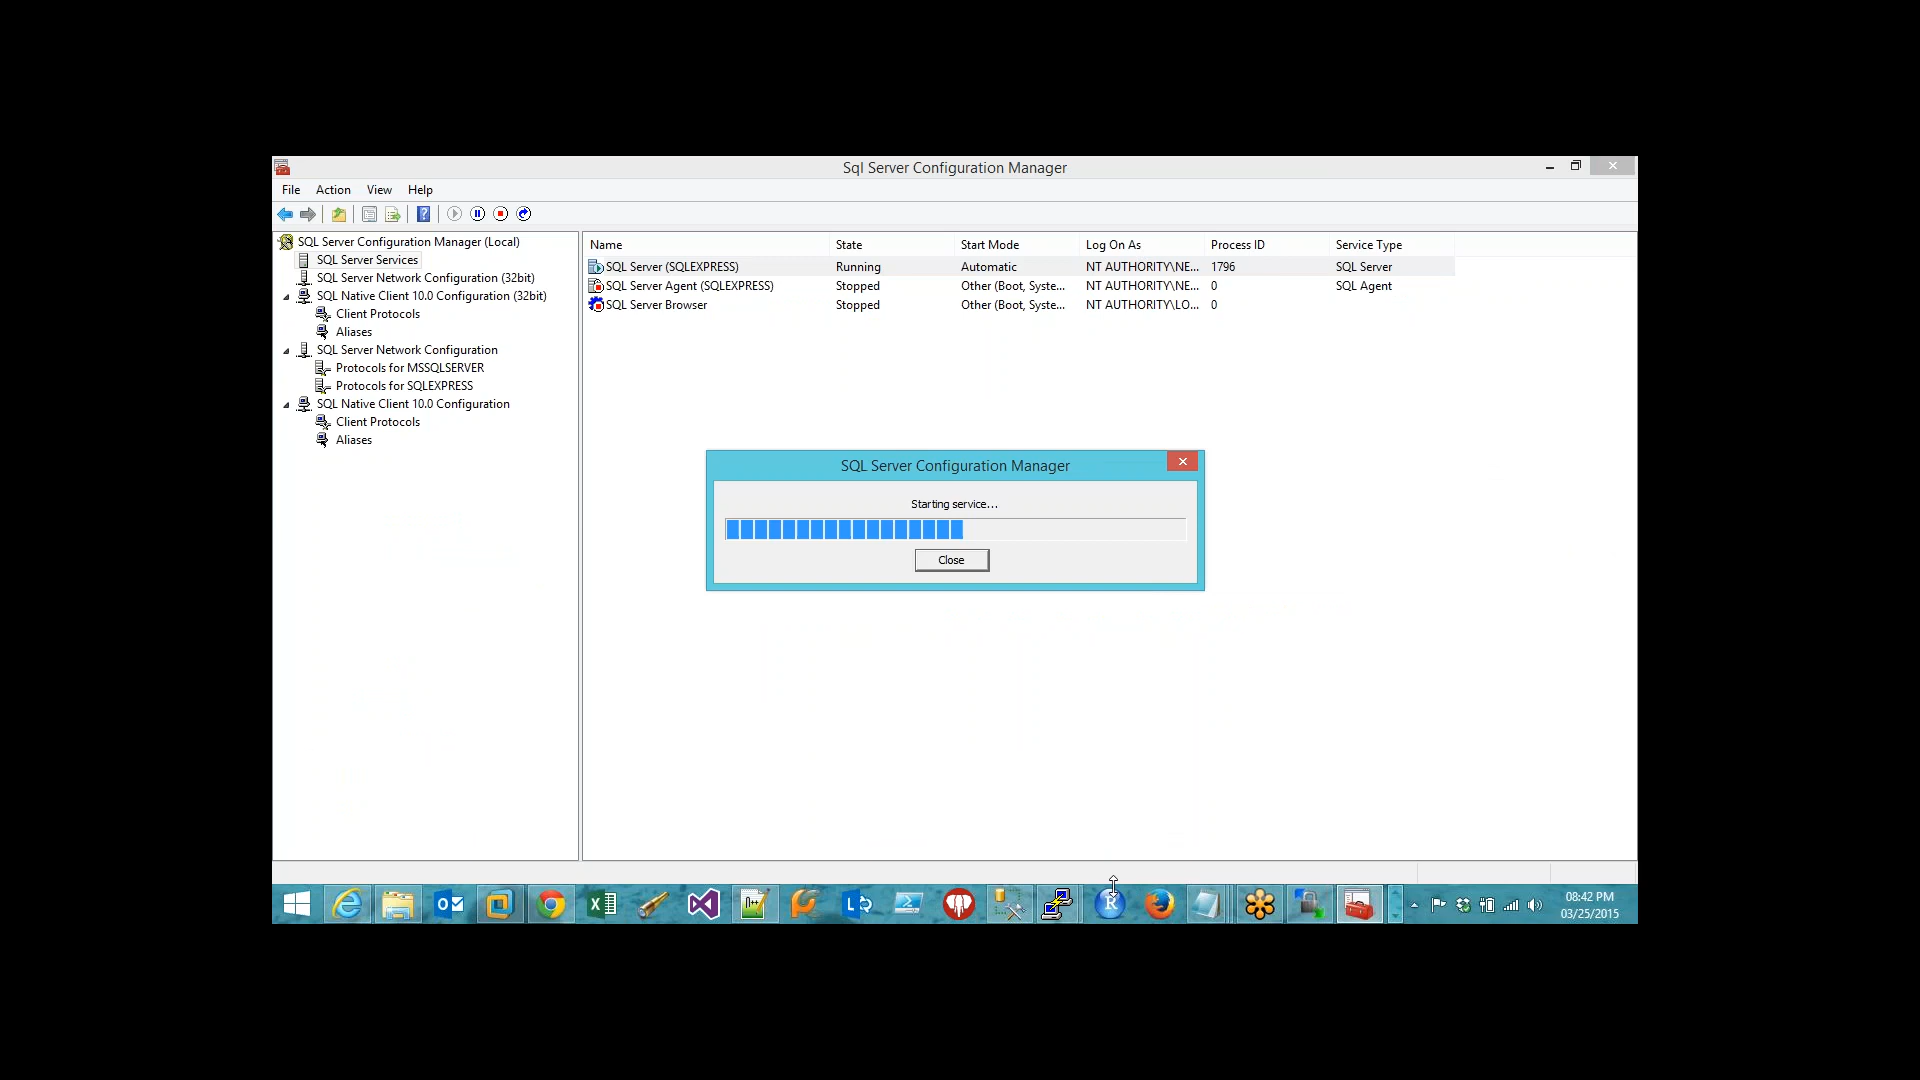 Sql Server Configuration Manager
File Action View Help
SQL Server Configuration Manager (Local)
SQL Server Services
SQL Server Network Configuration (32bit)
SQL Native Client 10.0 Configuration (32bit)
Client Protocols
Aliases
SQL Server Network Configuration
Protocols for MSSQLSERVER
Protocols for SQLEXPRESS
SQL Native Client 10.0 Configuration
Client Protocols
Aliases
Name State Start Mode Log On As Process ID Service Type
SQL Server (SQLEXPRESS) Running Automatic NT AUTHORITY\NE... 1796 SQL Server
SQL Server Agent (SQLEXPRESS) Stopped Other (Boot, Syste... NT AUTHORITY\NE... 0 SQL Agent
SQL Server Browser Stopped Other (Boot, Syste... NT AUTHORITY\LO... 0
SQL Server Configuration Manager
Starting service...
Close
08:42 PM
03/25/2015